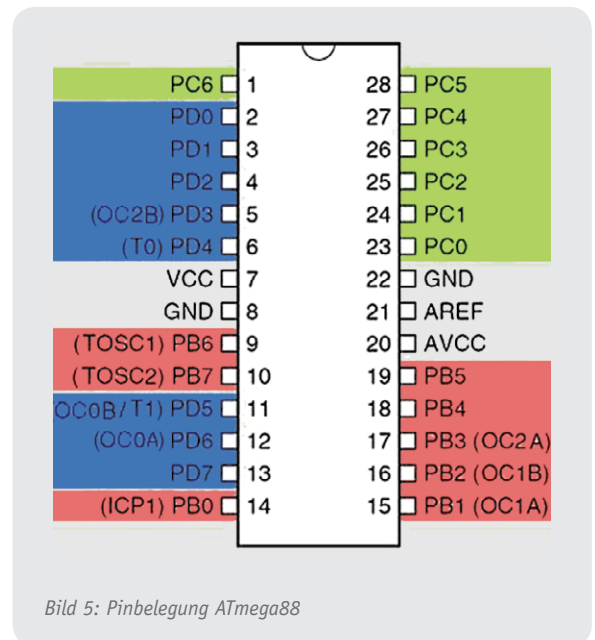 PC6 1 28 PC5
PD0 2 27 PC4
PD1 3 26 PC3
PD2 4 25 PC2
(OC2B) PD3 5 24 PC1
(T0) PD4 6 23 PC0
VCC 7 22 GND
GND 8 21 AREF
(TOSC1) PB6 9 20 AVCC
(TOSC2) PB7 10 19 PB5
OC0B/T1) PD5 11 18 PB4
(OC0A) PD6 12 17 PB3 (OC2A)
PD7 13 16 PB2 (OC1B)
(ICP1) PB0 14 15 PB1 (OC1A)
Bild 5: Pinbelegung ATmega88